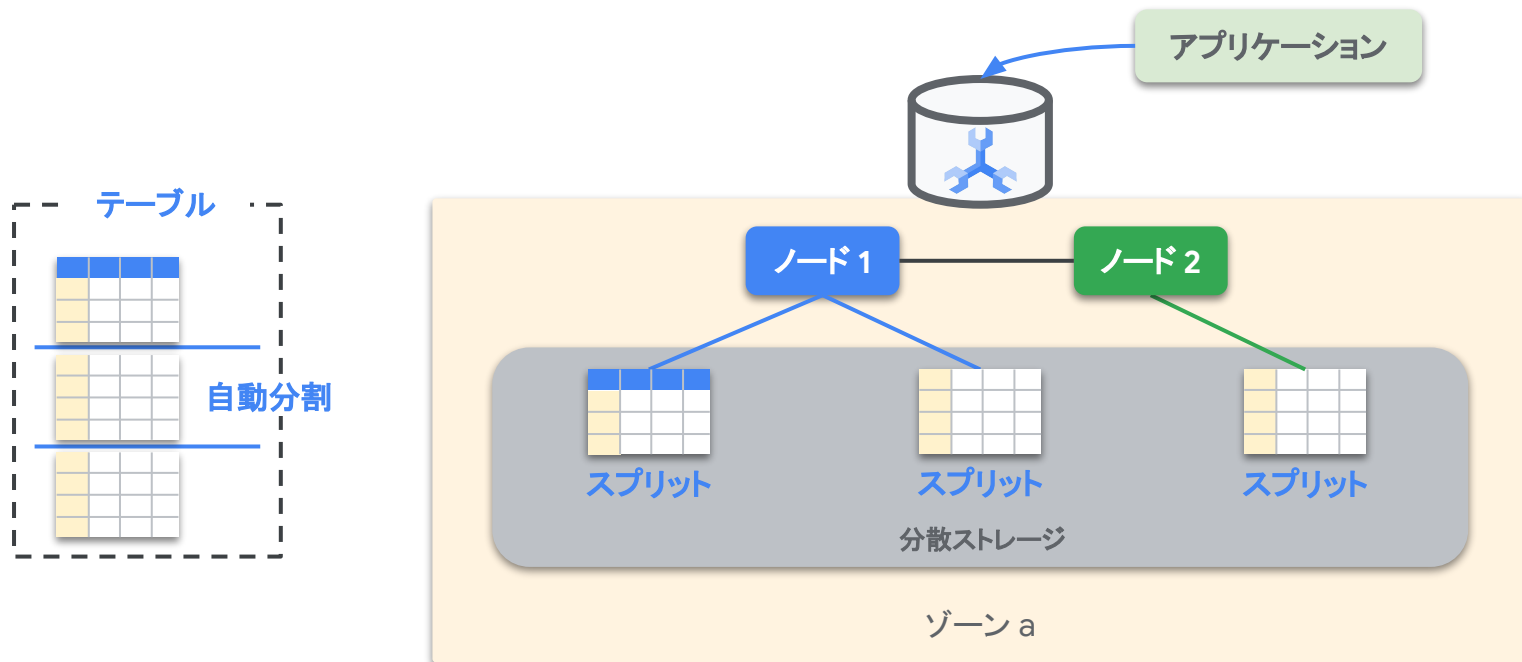 アプリケーション
テーブル
自動分割
ノード 1
ノード 2
スプリット
スプリット
スプリット
分散ストレージ
ゾーン a